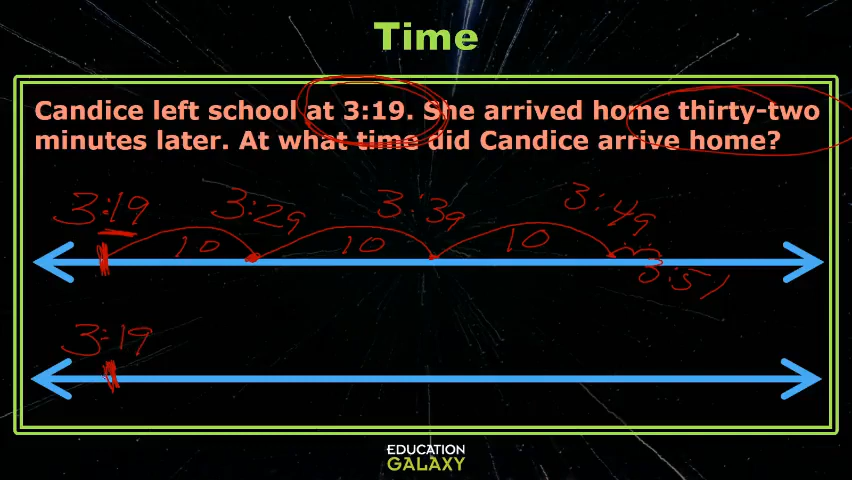 Time
Candice left school at 3:19. She arrived home thirty-two
minutes later. At what time did Candice arrive home?
3:19 3:29 3:39 3:49
10 10 10
3:51
3:19
EDUCATION
GALAXY